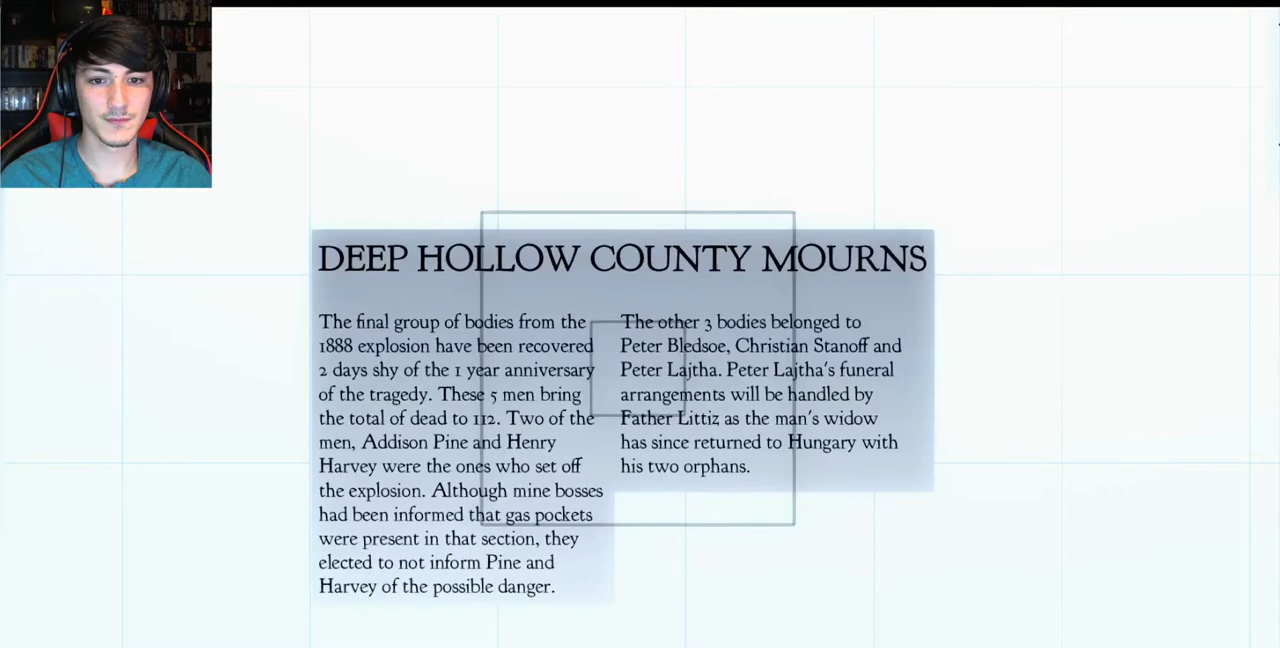 DEEP HOLLOW COUNTY MOURNS
The final group of bodies from the
1888 explosion have been recovered
2 days shy of the 1 year anniversary
of the tragedy. These 5 men bring
the total of dead to 112. Two of the
men, Addison Pine and Henry
Harvey were the ones who set off
the explosion. Although mine bosses
had been informed that gas pockets
were present in that section, they
elected to not inform Pine and
Harvey of the possible danger.
The other 3 bodies belonged to
Peter Bledsoe, Christian Stanoff and
Peter Lajtha. Peter Lajtha's funeral
arrangements will be handled by
Father Littiz as the man's widow
has since returned to Hungary with
his two orphans.